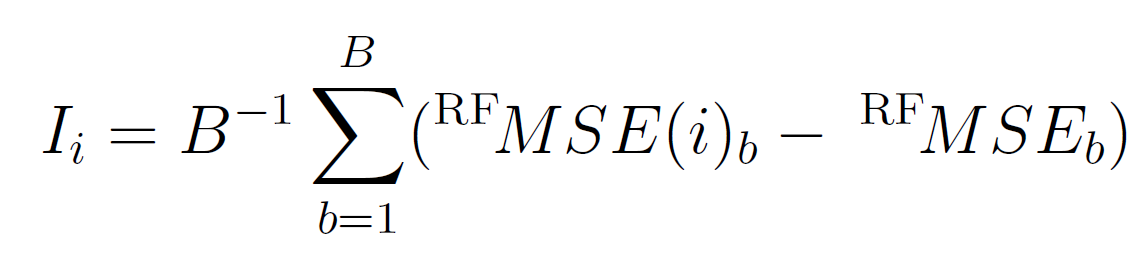 I_i = B^{-1} \sum_{b=1}^{B} ({}^{\mathrm{RF}}MSE(i)_b - {}^{\mathrm{RF}}MSE_b)